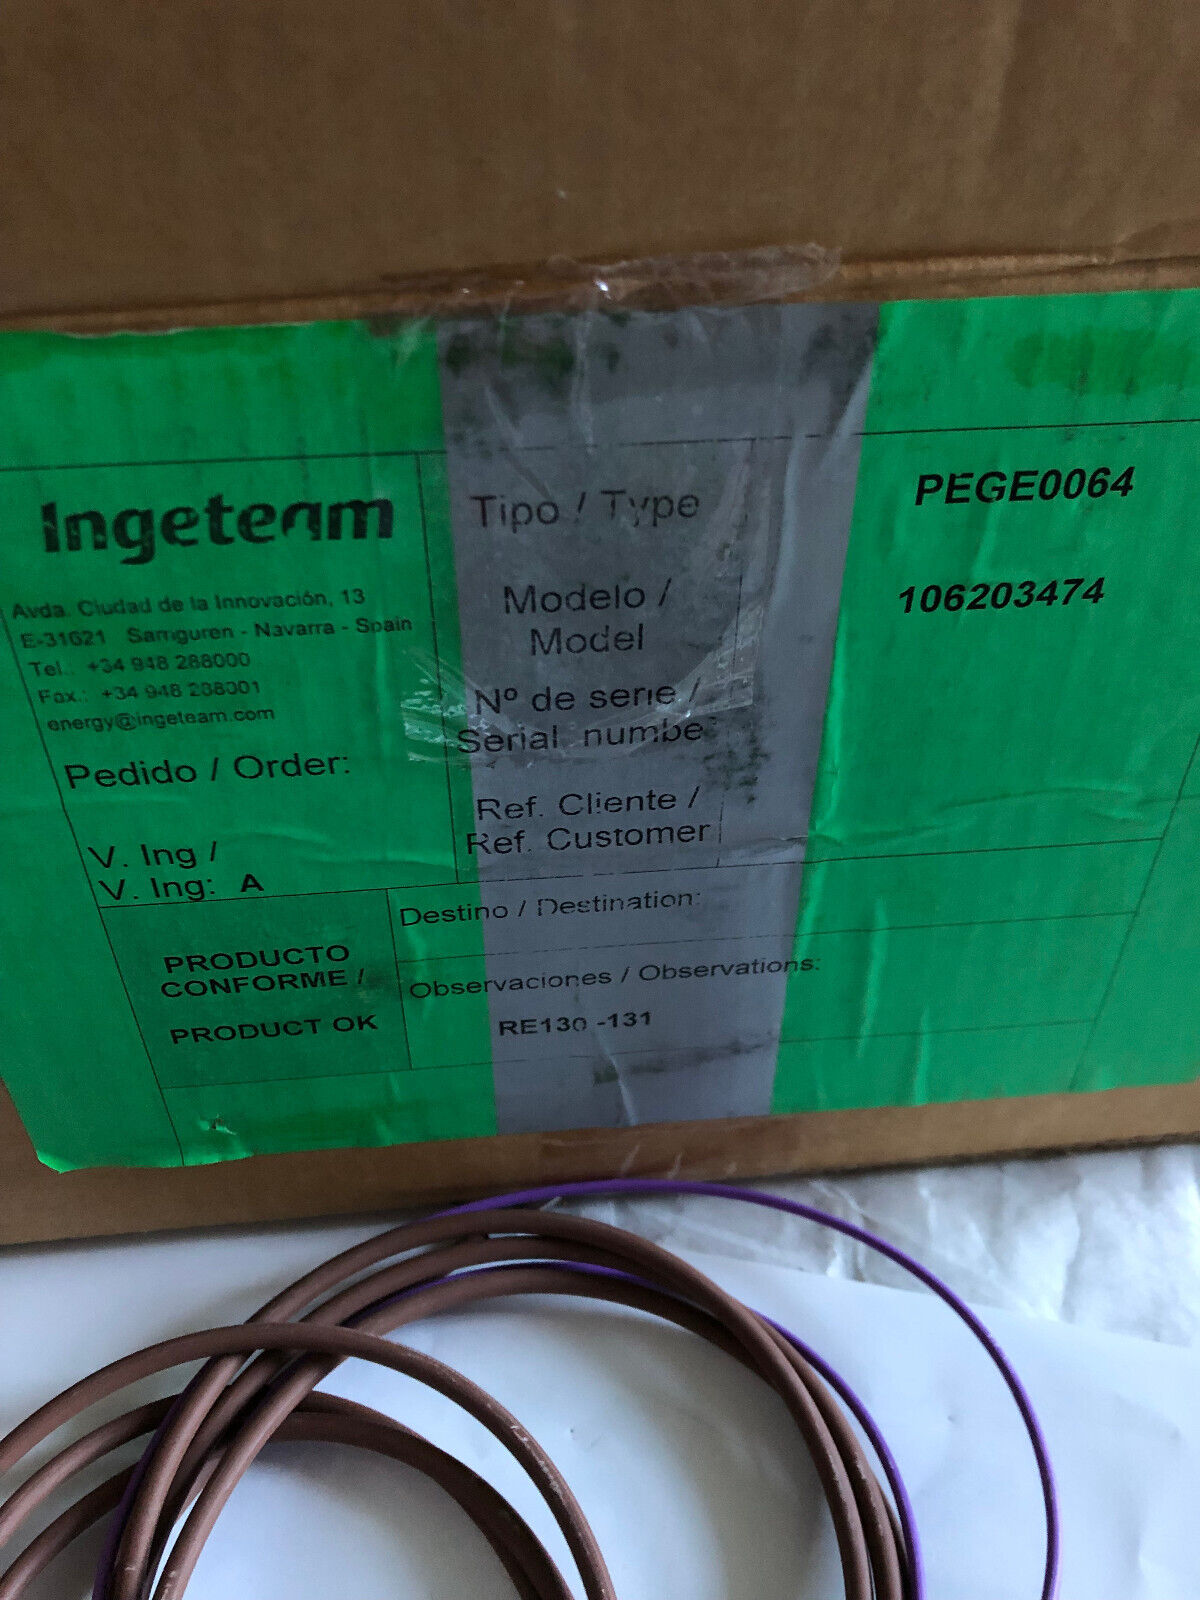 Ingeteam
Avda. Ciudad de la Innovación, 13
E-31621 Sarriguren - Navarra - Spain
Tel.: +34 948 288000
Fax.: +34 948 288001
energy@ingeteam.com
Pedido / Order:
V. Ing /
V. Ing: A
Tipo / Type
PEGE0064
Modelo /
Model
106203474
Nº de serie /
Serial numbe
Ref. Cliente /
Ref. Customer
PRODUCTO
CONFORME /
PRODUCT OK
Destino / Destination:
Observaciones / Observations:
RE130 -131